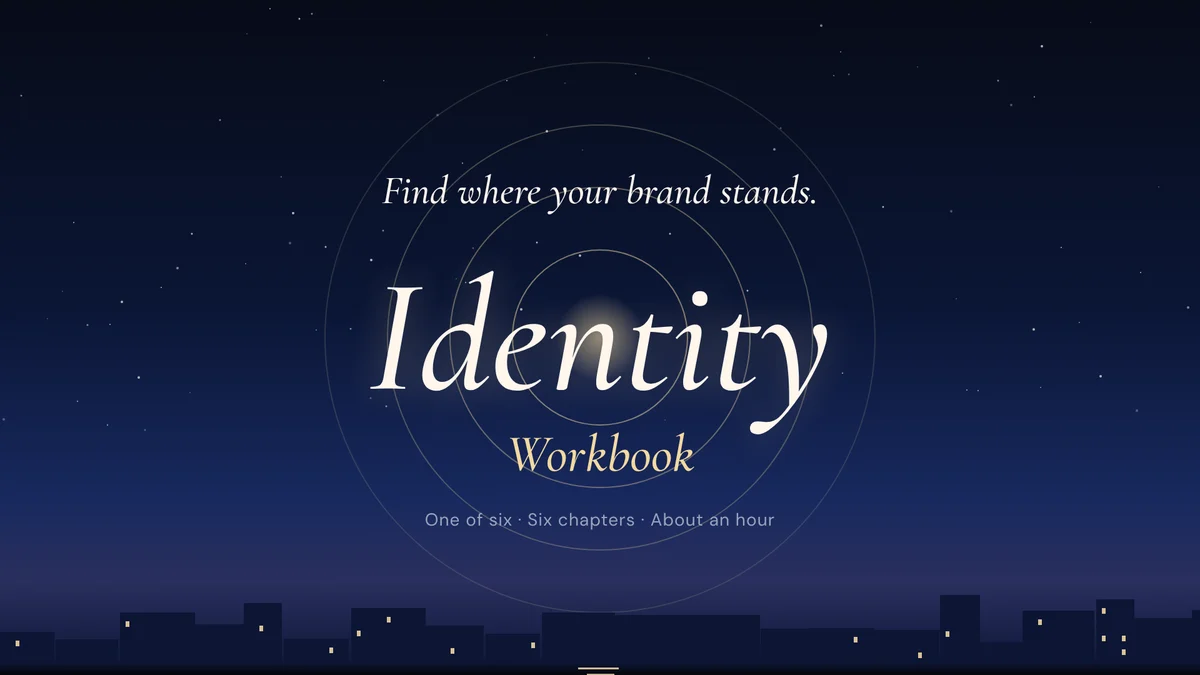 Find where your brand stands.
Identity
Workbook
One of six · Six chapters · About an hour